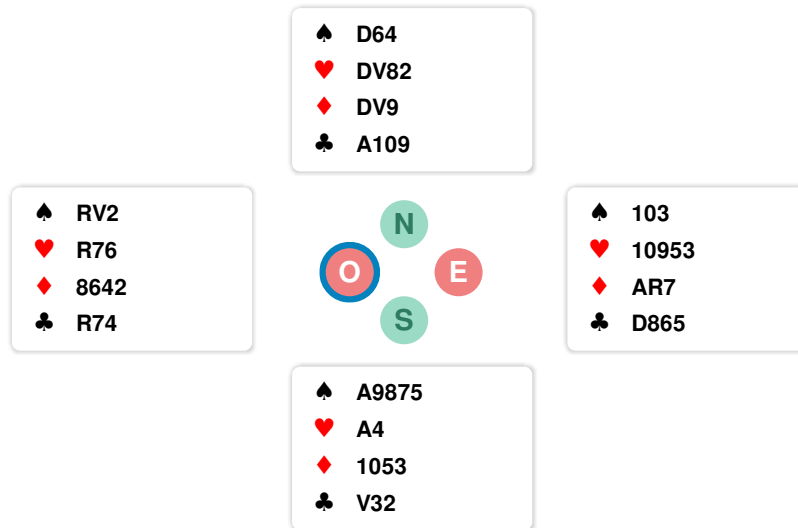 ♠ D64
♥ DV82
♦ DV9
♣ A109
♠ RV2
♥ R76
♦ 8642
♣ R74
N
O E
S
♠ 103
♥ 10953
♦ AR7
♣ D865
♠ A9875
♥ A4
♦ 1053
♣ V32